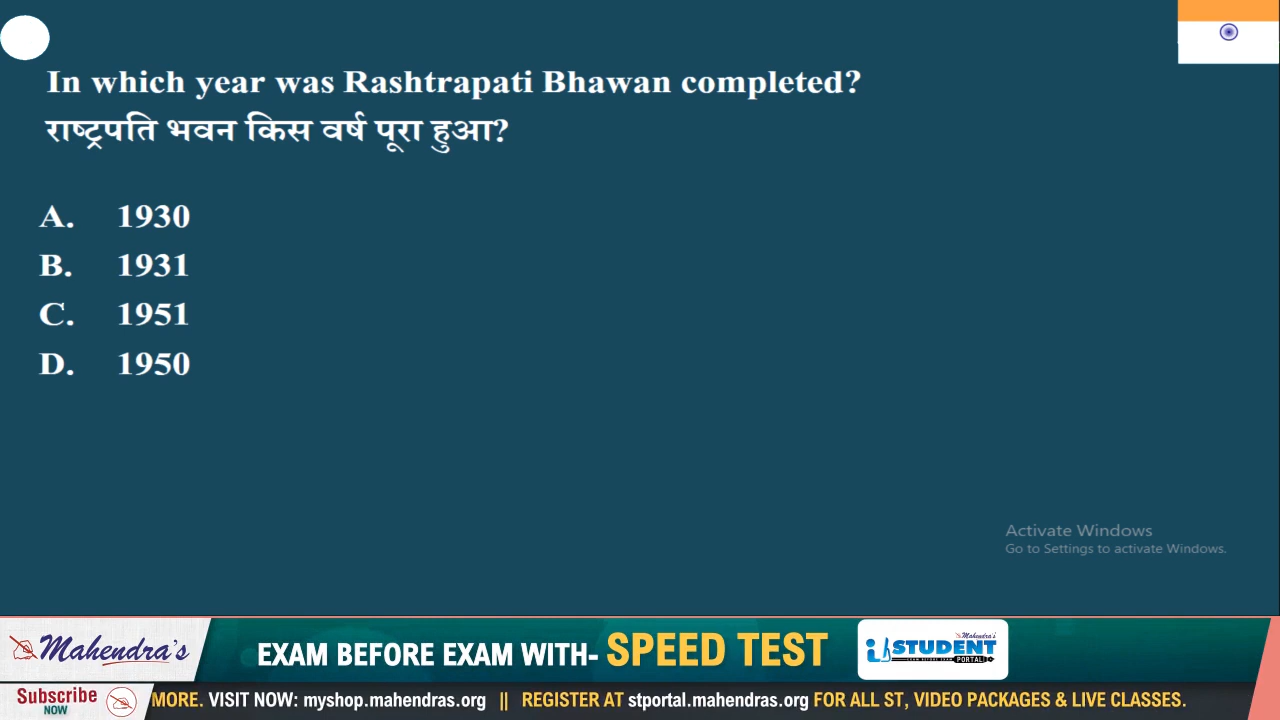 In which year was Rashtrapati Bhawan completed?
राष्ट्रपति भवन किस वर्ष पूरा हुआ?
A. 1930
B. 1931
C. 1951
D. 1950
Activate Windows
Go to Settings to activate Windows.
Mahendra's
EXAM BEFORE EXAM WITH- SPEED TEST
Mahendra's
STUDENT
PORTAL
Subscribe
NOW
MORE. VISIT NOW: myshop.mahendras.org || REGISTER AT stportal.mahendras.org FOR ALL ST, VIDEO PACKAGES & LIVE CLASSES.